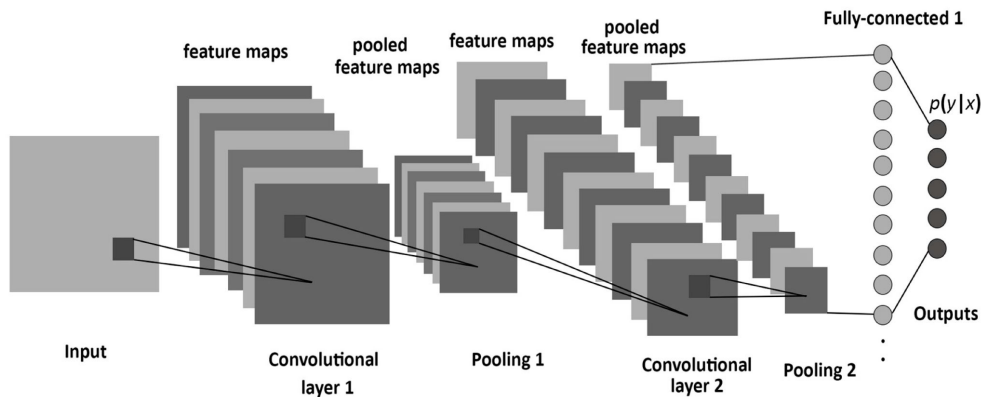 Fully-connected 1
feature maps
pooled
feature maps
feature maps
pooled
feature maps
p(y|x)
Outputs
Input
Convolutional
layer 1
Pooling 1
Convolutional
layer 2
Pooling 2